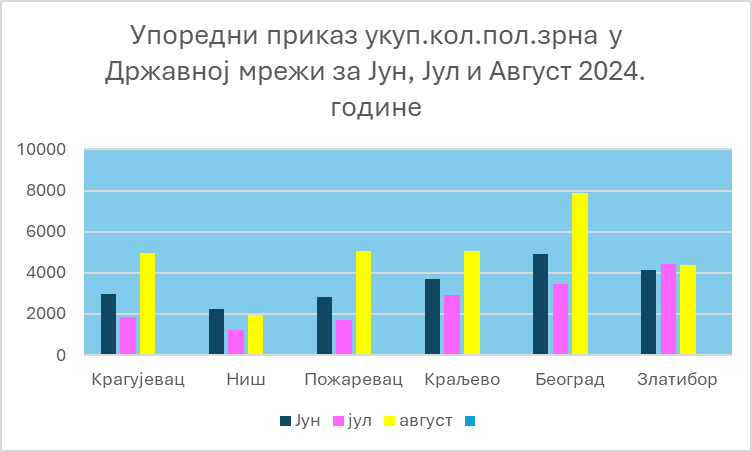 Упоредни приказ укуп.кол.пол.зрна у
Државној мрежи за Јун, Јул и Август 2024.
године
10000
8000
6000
4000
2000
0
Крагујевац Ниш Пожаревац Краљево Београд Златибор
Јун јул август